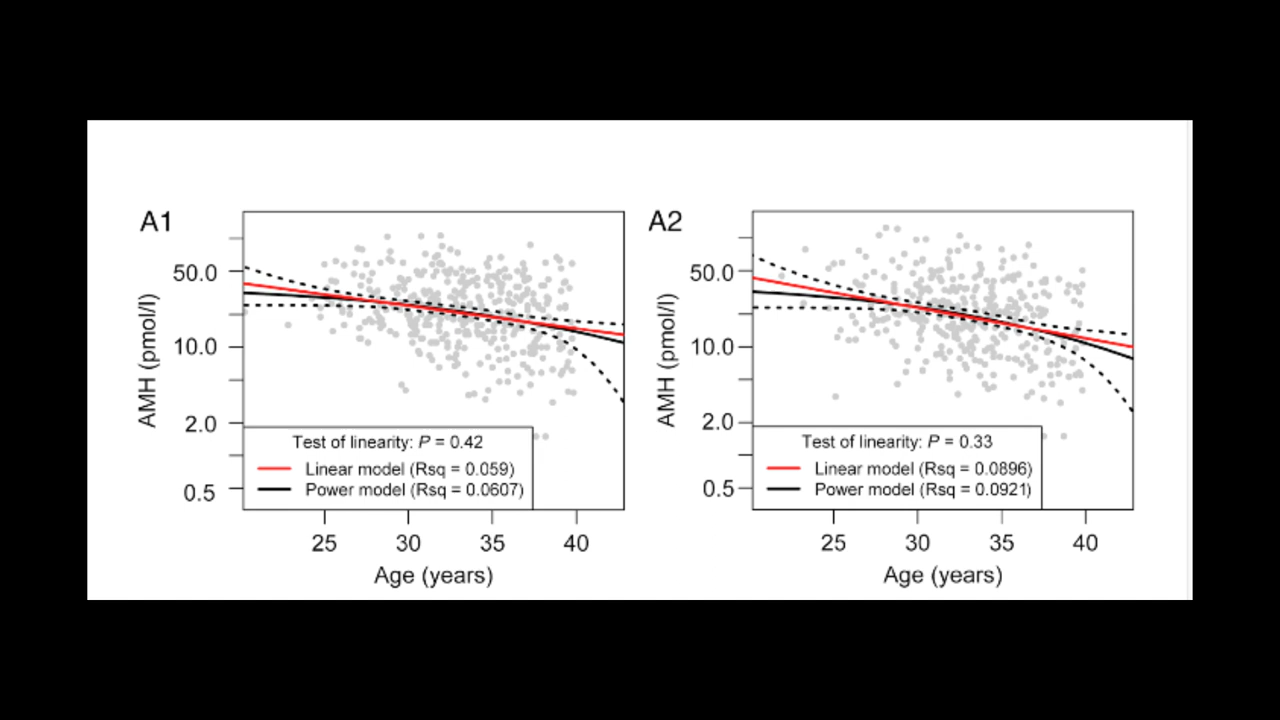 A1
AMH (pmol/l)
50.0
10.0
2.0
0.5
Test of linearity: P = 0.42
Linear model (Rsq = 0.059)
Power model (Rsq = 0.0607)
25 30 35 40
Age (years)
A2
AMH (pmol/l)
50.0
10.0
2.0
0.5
Test of linearity: P = 0.33
Linear model (Rsq = 0.0896)
Power model (Rsq = 0.0921)
25 30 35 40
Age (years)